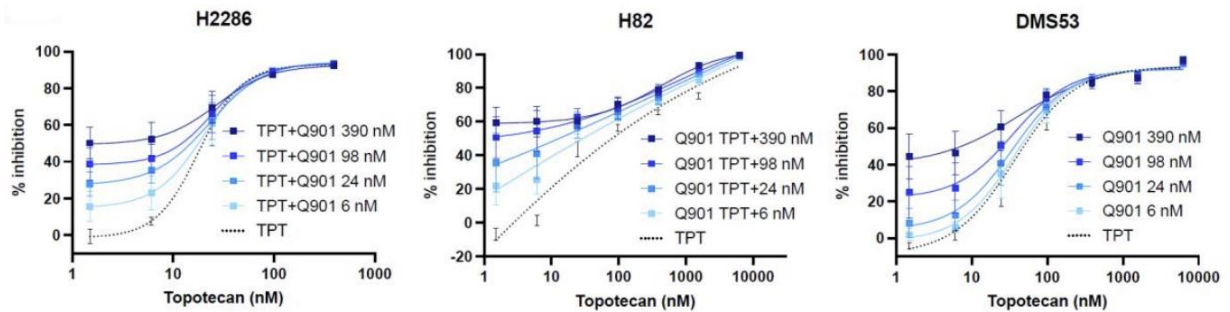 H2286
% inhibition
100
80
60
40
20
0
TPT+Q901 390 nM
TPT+Q901 98 nM
TPT+Q901 24 nM
TPT+Q901 6 nM
TPT
1 10 100 1000
Topotecan (nM)
H82
% inhibition
100
80
60
40
20
0
-20
Q901 TPT+390 nM
Q901 TPT+98 nM
Q901 TPT+24 nM
Q901 TPT+6 nM
TPT
1 10 100 1000 10000
Topotecan (nM)
DMS53
% inhibition
100
80
60
40
20
0
Q901 390 nM
Q901 98 nM
Q901 24 nM
Q901 6 nM
TPT
1 10 100 1000 10000
Topotecan (nM)